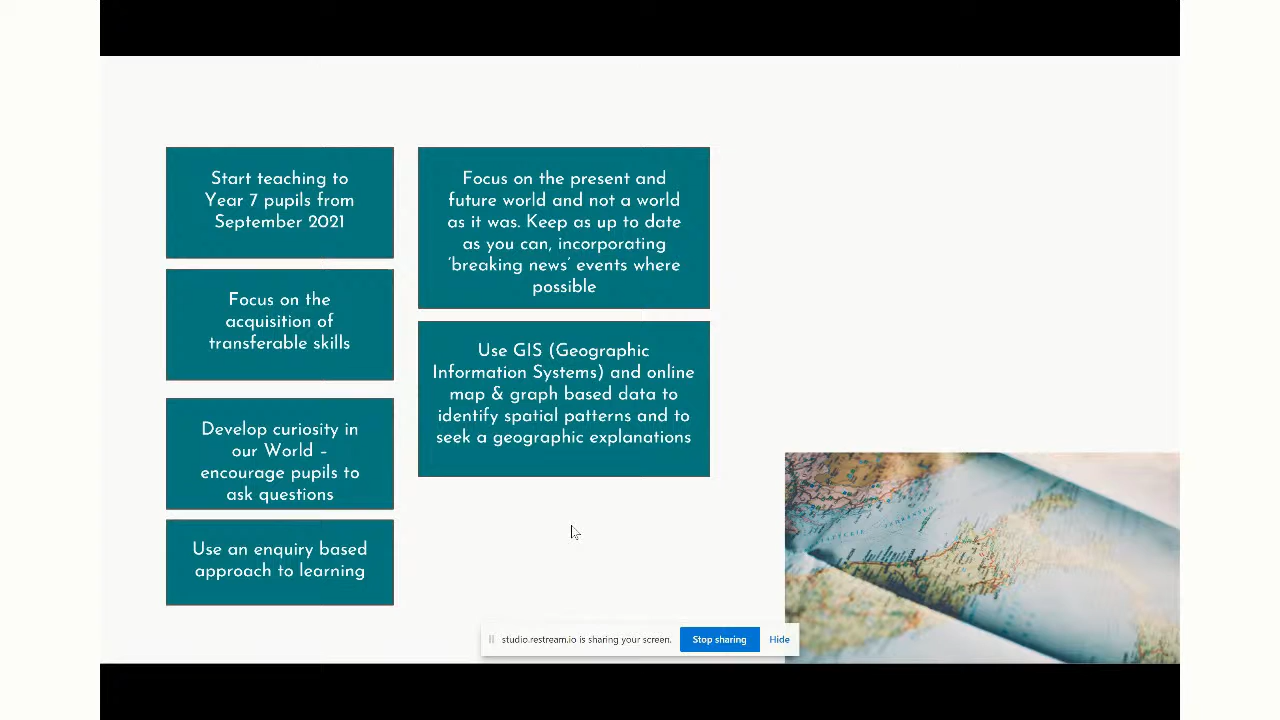 Start teaching to
Year 7 pupils from
September 2021
Focus on the
acquisition of
transferable skills
Develop curiosity in
our World –
encourage pupils to
ask questions
Use an enquiry based
approach to learning
Focus on the present and
future world and not a world
as it was. Keep as up to date
as you can, incorporating
'breaking news' events where
possible
Use GIS (Geographic
Information Systems) and online
map & graph based data to
identify spatial patterns and to
seek a geographic explanations
studio.restream.io is sharing your screen. Stop sharing Hide